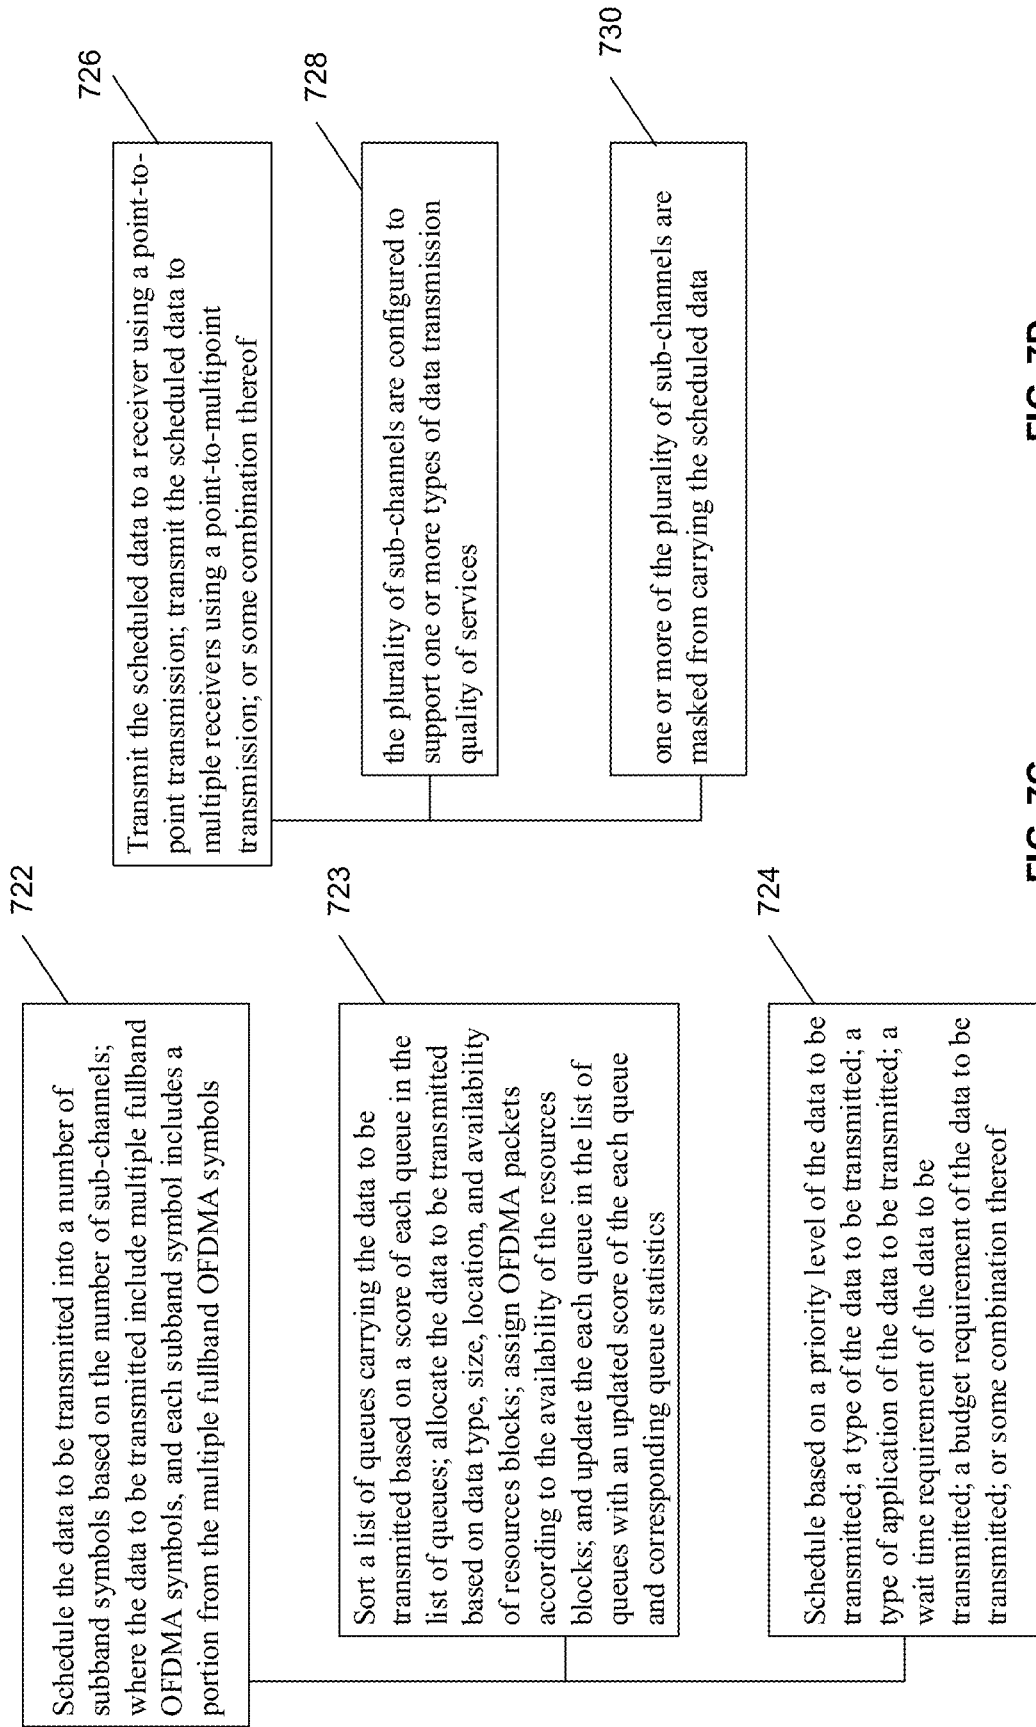 722
Schedule the data to be transmitted into a number of
subband symbols based on the number of sub-channels;
where the data to be transmitted include multiple fullband
OFDMA symbols, and each subband symbol includes a
portion from the multiple fullband OFDMA symbols
723
Sort a list of queues carrying the data to be
transmitted based on a score of each queue in the
list of queues; allocate the data to be transmitted
based on data type, size, location, and availability
of resources blocks; assign OFDMA packets
according to the availability of the resources
blocks; and update the each queue in the list of
queues with an updated score of the each queue
and corresponding queue statistics
724
Schedule based on a priority level of the data to be
transmitted; a type of the data to be transmitted; a
type of application of the data to be transmitted; a
wait time requirement of the data to be
transmitted; a budget requirement of the data to be
transmitted; or some combination thereof
FIG. 7C
726
Transmit the scheduled data to a receiver using a point-to-
point transmission; transmit the scheduled data to
multiple receivers using a point-to-multipoint
transmission; or some combination thereof
728
the plurality of sub-channels are configured to
support one or more types of data transmission
quality of services
730
one or more of the plurality of sub-channels are
masked from carrying the scheduled data
FIG. 7D